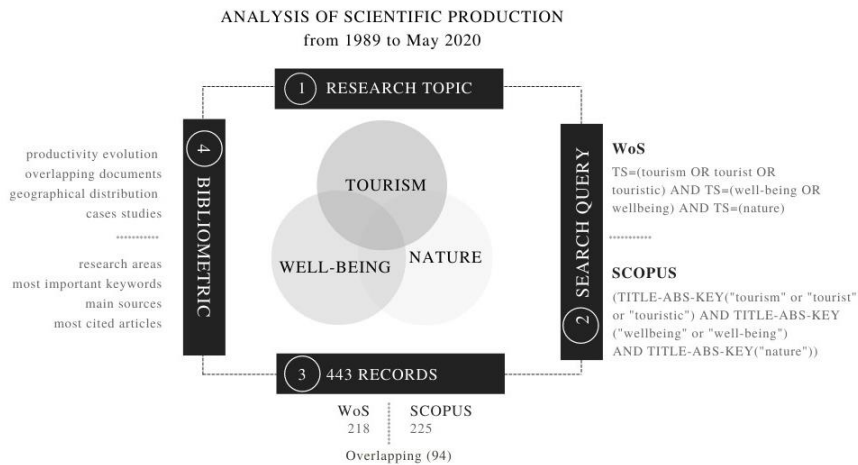 ANALYSIS OF SCIENTIFIC PRODUCTION
from 1989 to May 2020
1 RESEARCH TOPIC
TOURISM
WELL-BEING
NATURE
2 SEARCH QUERY
WoS
TS=(tourism OR tourist OR
touristic) AND TS=(well-being OR
wellbeing) AND TS=(nature)
SCOPUS
(TITLE-ABS-KEY("tourism" or "tourist"
or "touristic") AND TITLE-ABS-KEY
("wellbeing" or "well-being")
AND TITLE-ABS-KEY("nature"))
3 443 RECORDS
WoS
218
SCOPUS
225
Overlapping (94)
4 BIBLIOMETRIC
productivity evolution
overlapping documents
geographical distribution
cases studies
research areas
most important keywords
main sources
most cited articles